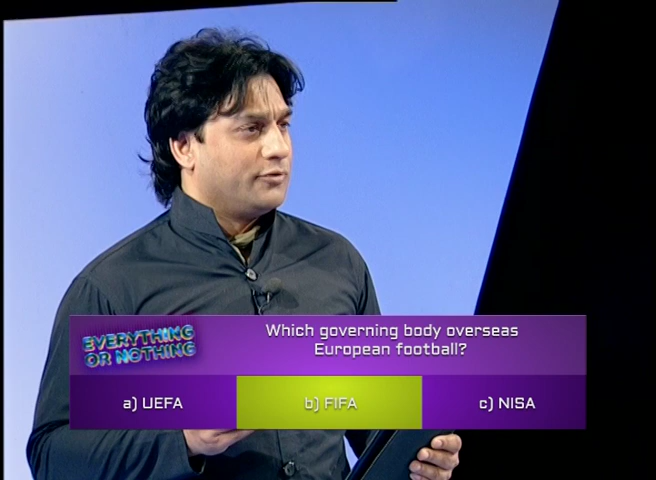 EVERYTHING
OR NOTHING
Which governing body overseas
European football?
a) UEFA
b) FIFA
c) NISA